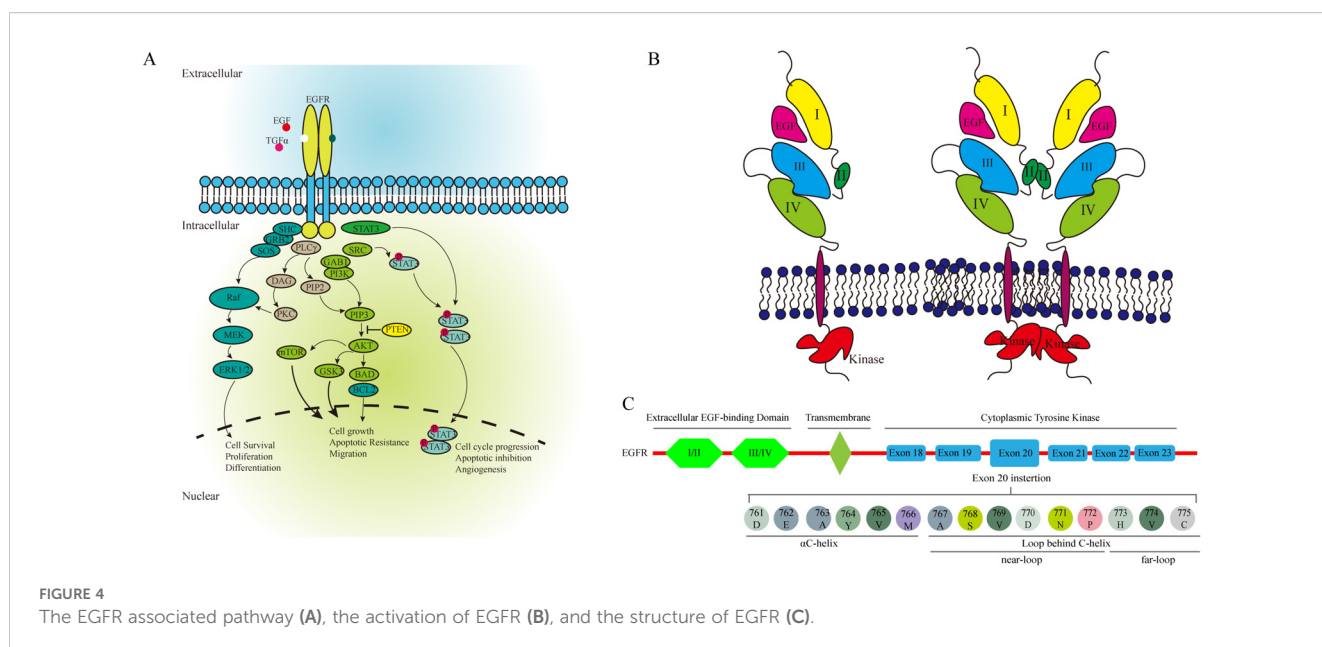 A
Extracellular
EGFR
EGF
TGFα
Intracellular
SHC
GRB2
SOS
PLCγ
STAT3
SRC
GAB1
PI3K
STAT3
DAG
PIP2
Raf
PKC
PIP3
PTEN
STAT3
STAT3
MEK
mTOR
AKT
GSK3
BAD
BCL2
ERK1/2
STAT3
STAT3
Cell Survival
Proliferation
Differentiation
Cell growth
Apoptotic Resistance
Migration
Cell cycle progression
Apoptotic inhibition
Angiogenesis
Nuclear
B
I
EGF
III
II
IV
Kinase
I
I
EGF
EGF
III
II
II
III
IV
IV
Kinase
Kinase
C
Extracellular EGF-binding Domain Transmembrane Cytoplasmic Tyrosine Kinase
EGFR I/II III/IV Exon 18 Exon 19 Exon 20 Exon 21 Exon 22 Exon 23
Exon 20 instertion
761 762 763 764 765 766 767 768 769 770 771 772 773 774 775
D E A Y V M A S V D N P H V C
αC-helix Loop behind C-helix
near-loop far-loop
FIGURE 4
The EGFR associated pathway (A), the activation of EGFR (B), and the structure of EGFR (C).